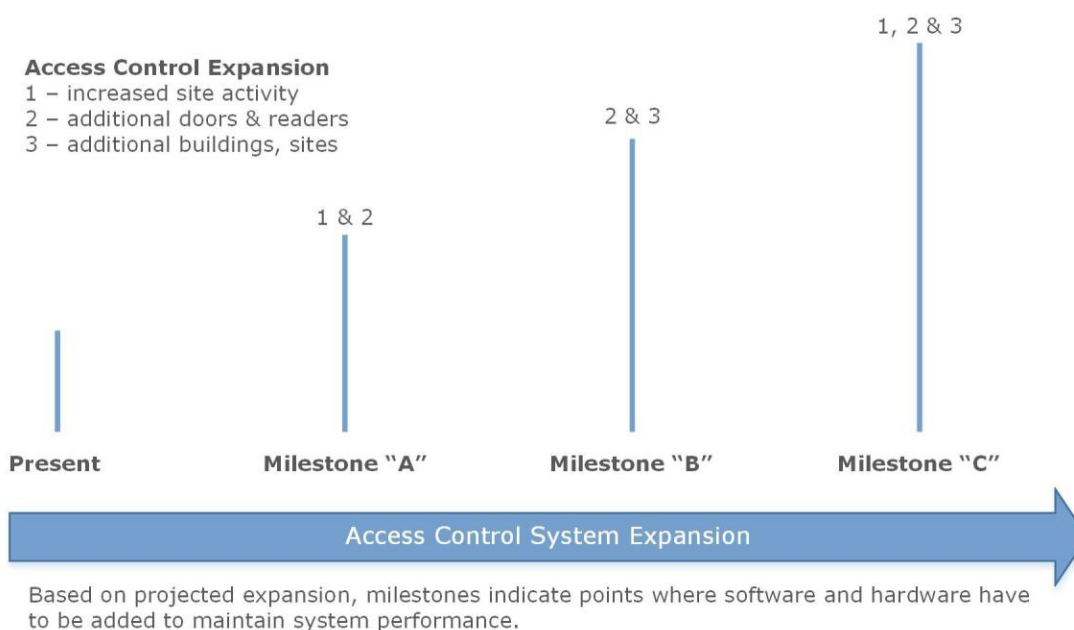 1, 2 & 3
Access Control Expansion
1 – increased site activity
2 – additional doors & readers
3 – additional buildings, sites
2 & 3
1 & 2
Present
Milestone “A”
Milestone “B”
Milestone “C”
Access Control System Expansion
Based on projected expansion, milestones indicate points where software and hardware have
to be added to maintain system performance.